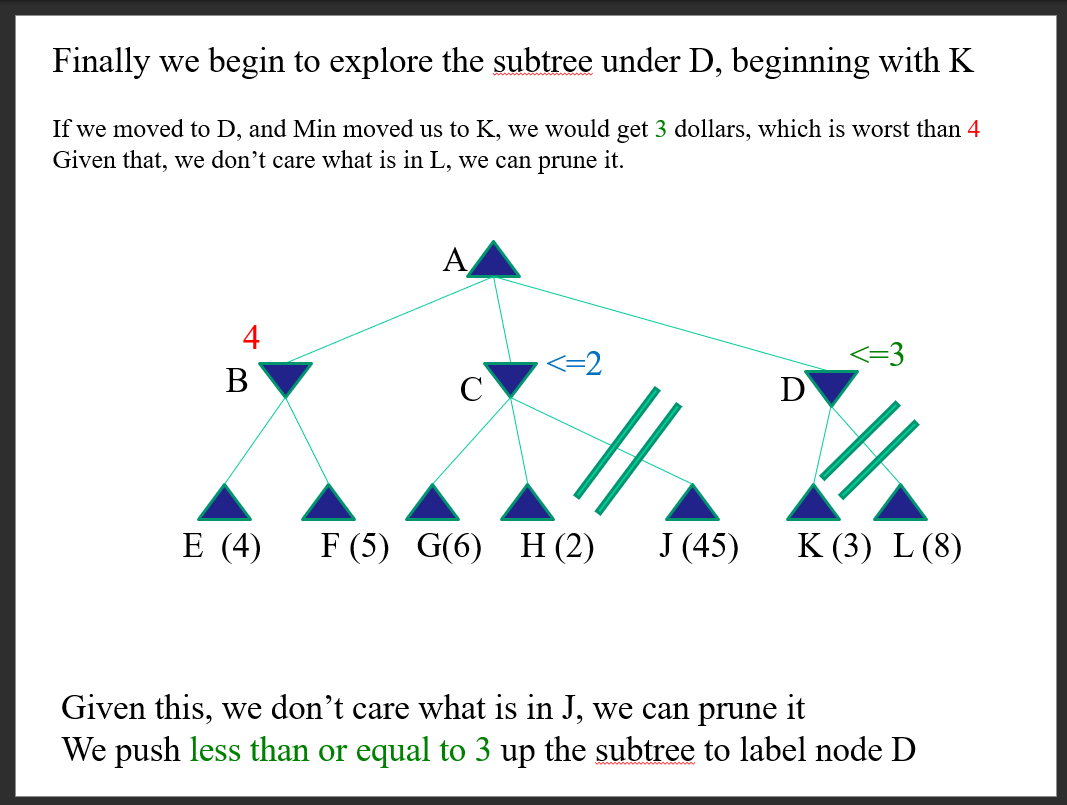 Finally we begin to explore the subtree under D, beginning with K
If we moved to D, and Min moved us to K, we would get 3 dollars, which is worst than 4
Given that, we don’t care what is in L, we can prune it.
A
4
B
C
<=2
D
<=3
E (4)
F (5)
G(6)
H (2)
J (45)
K (3)
L (8)
Given this, we don’t care what is in J, we can prune it
We push less than or equal to 3 up the subtree to label node D